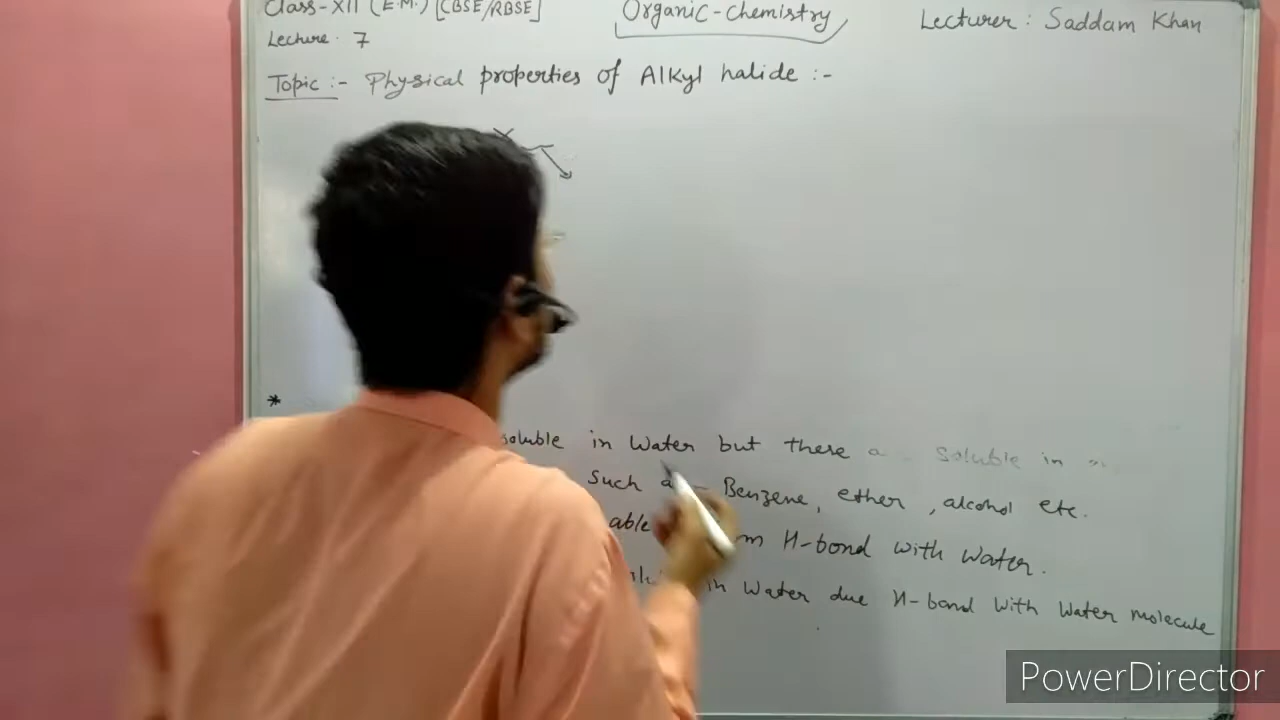 Class-XII (E.M.) [CBSE/RBSE]
Organic-Chemistry
Lecturer : Saddam Khan
Lecture. 7
Topic :- Physical properties of Alkyl halide :-
*
soluble in Water but there soluble in
Such Benzene, ether, alcohol etc.
able H-bond with water.
in Water due H-bond with Water molecule
PowerDirector